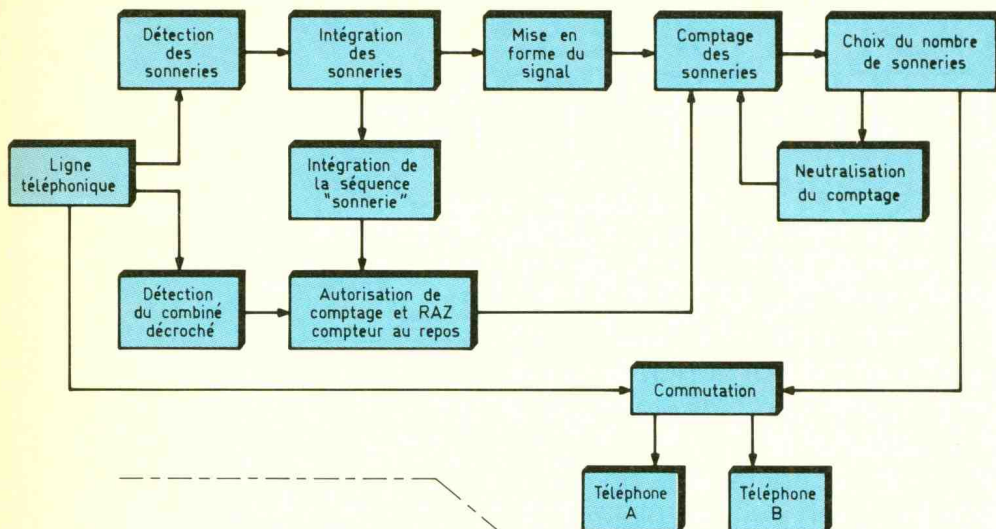 Détection
des
sonneries
Intégration
des
sonneries
Mise en
forme du
signal
Comptage
des
sonneries
Choix du nombre
de sonneries
Ligne
téléphonique
Intégration de
la séquence
"sonnerie"
Neutralisation
du comptage
Détection
du combiné
décroché
Autorisation de
comptage et RAZ
compteur au repos
Commutation
Téléphone
A
Téléphone
B